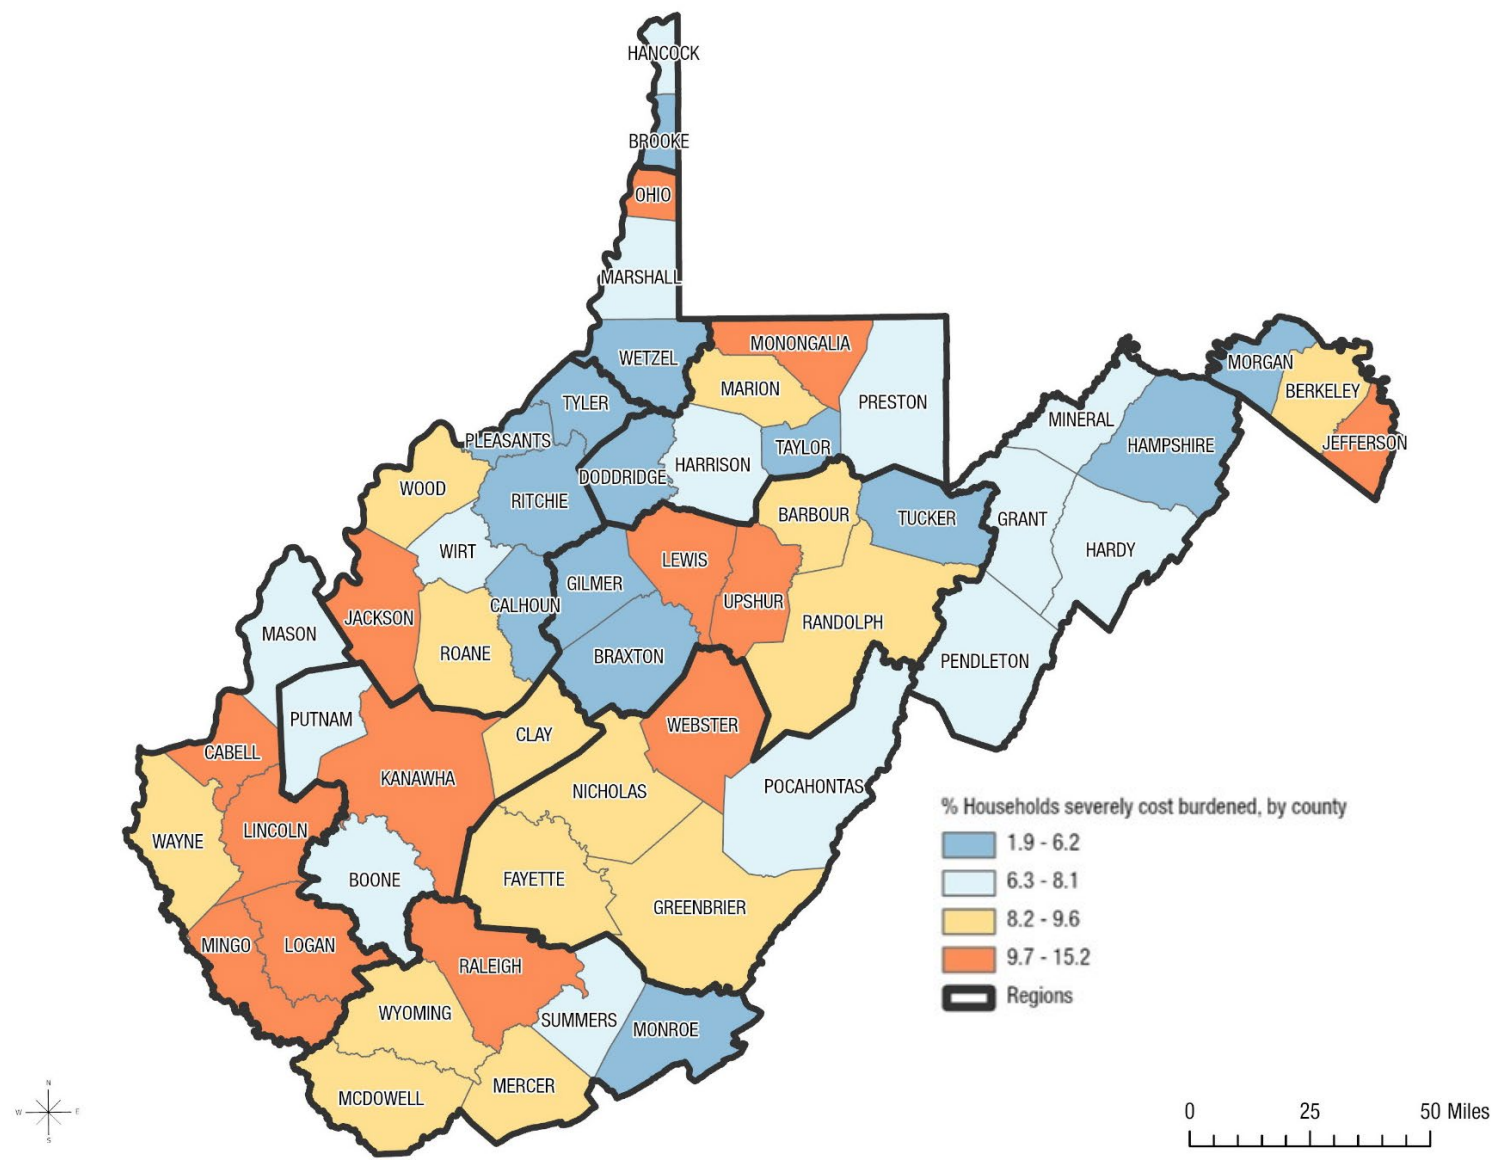 HANCOCK
BROOKE
OHIO
MARSHALL
WETZEL
MONONGALIA
MARION
PRESTON
TYLER
PLEASANTS
TAYLOR
HARRISON
DODDRIDGE
RITCHIE
WOOD
WIRT
MORGAN
BERKELEY
JEFFERSON
MINERAL
HAMPSHIRE
GRANT
HARDY
BARBOUR
TUCKER
LEWIS
GILMER
UPSHUR
CALHOUN
JACKSON
ROANE
MASON
RANDOLPH
BRAXTON
PENDLETON
PUTNAM
CLAY
WEBSTER
CABELL
KANAWHA
NICHOLAS
POCAHONTAS
WAYNE
LINCOLN
BOONE
FAYETTE
GREENBRIER
MINGO
LOGAN
RALEIGH
WYOMING
SUMMERS
MONROE
MCDOWELL
MERCER
% Households severely cost burdened, by county
1.9 - 6.2
6.3 - 8.1
8.2 - 9.6
9.7 - 15.2
Regions
N
W E
S
0 25 50 Miles